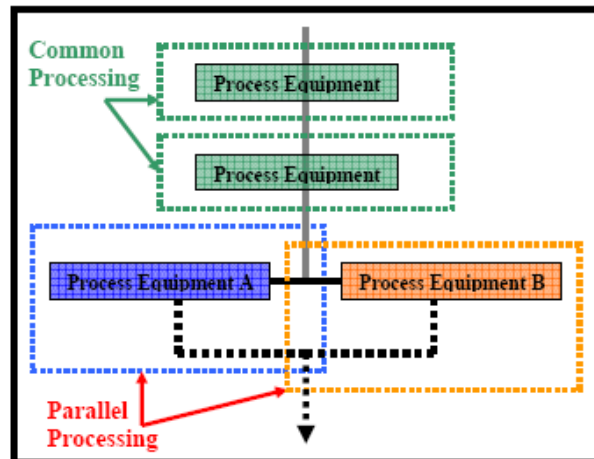 Common
Processing
Process Equipment
Process Equipment
Process Equipment A
Process Equipment B
Parallel
Processing